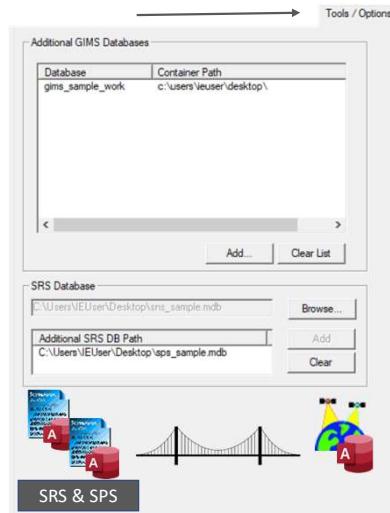 Tools / Options
Additional GIMS Databases
Database Container Path
gims_sample_work c:\users\ieuser\desktop\
Add... Clear List
SRS Database
C:\Users\IEUser\Desktop\srs_sample.mdb Browse...
Additional SRS DB Path Add
C:\Users\IEUser\Desktop\sps_sample.mdb
Clear
A
A
A
SRS & SPS